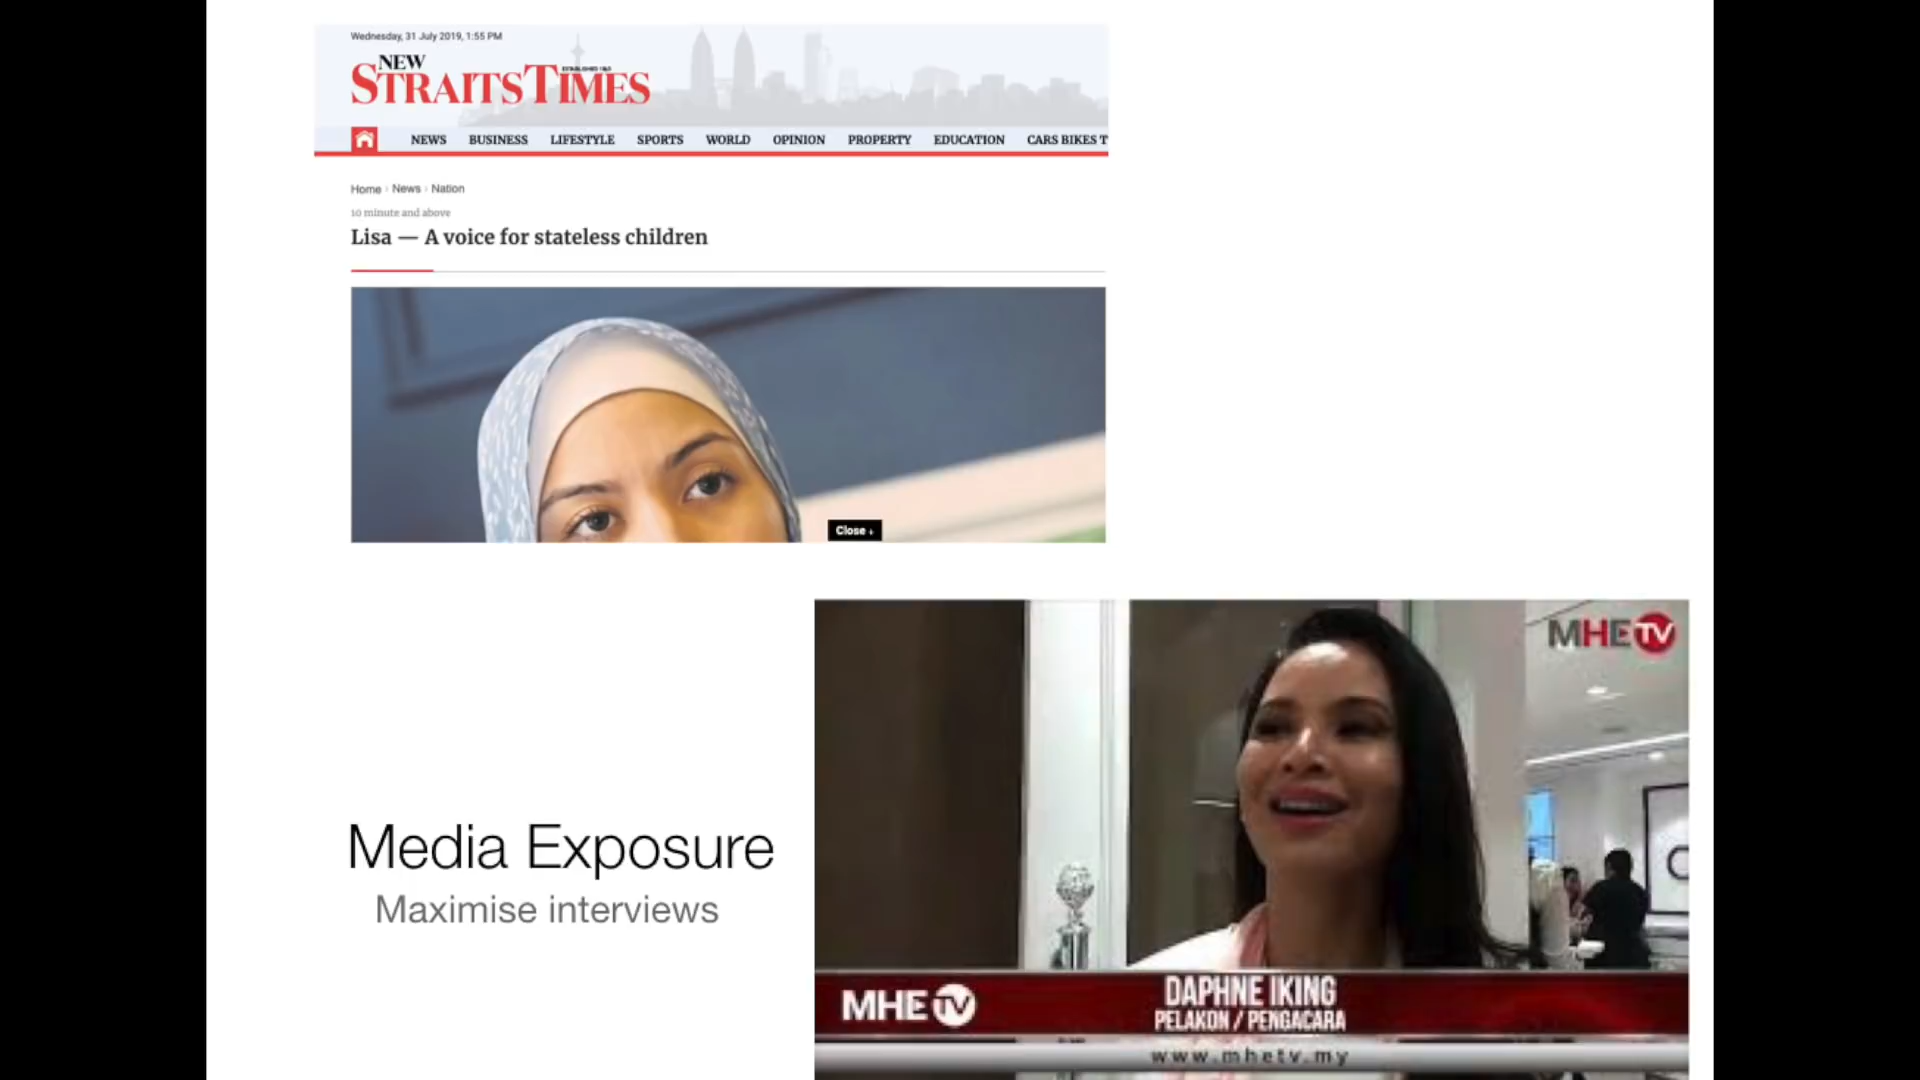 Wednesday, 31 July 2019, 1:55 PM
NEW
STRAITS TIMES
NEWS BUSINESS LIFESTYLE SPORTS WORLD OPINION PROPERTY EDUCATION CARS BIKES T
Home › News › Nation
10 minute and above
Lisa — A voice for stateless children
Close
MHE TV
Media Exposure
Maximise interviews
MHE TV
DAPHNE IKING
PELAKON / PENGACARA
www.mhetv.my